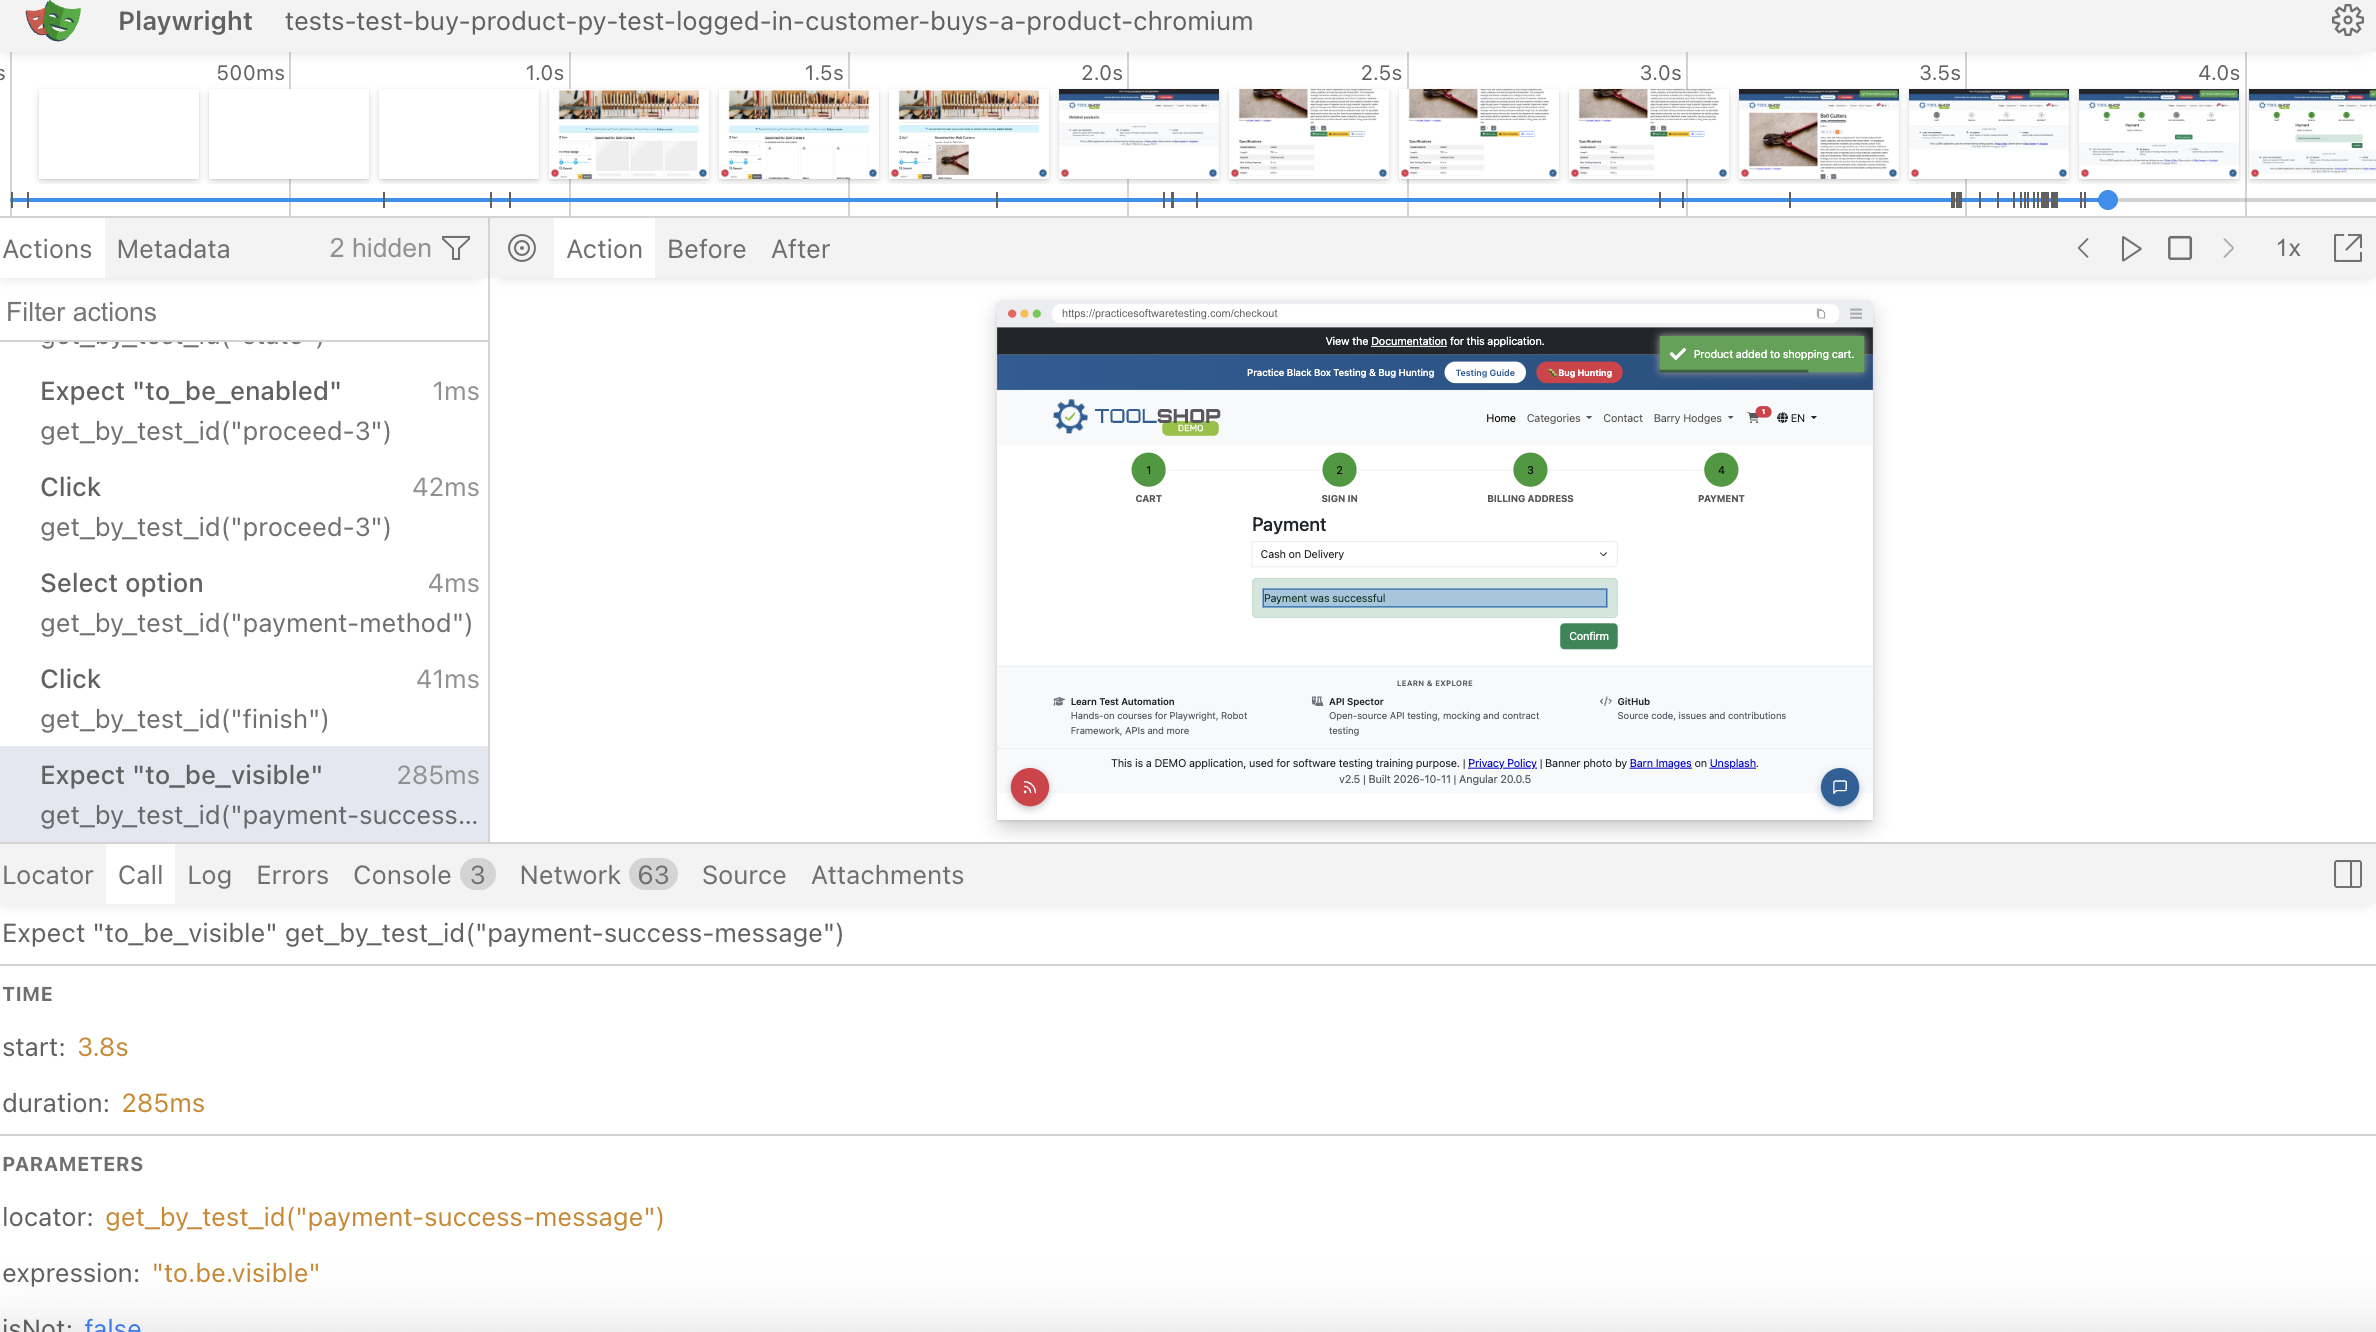 Playwright tests-test-buy-product-py-test-logged-in-customer-buys-a-product-chromium
500ms 1.0s 1.5s 2.0s 2.5s 3.0s 3.5s 4.0s
Actions Metadata 2 hidden
Action Before After 1x
Filter actions
Expect "to_be_enabled" 1ms
get_by_test_id("proceed-3")
Click 42ms
get_by_test_id("proceed-3")
Select option 4ms
get_by_test_id("payment-method")
Click 41ms
get_by_test_id("finish")
Expect "to_be_visible" 285ms
get_by_test_id("payment-success...
https://practicesoftwaretesting.com/checkout
View the Documentation for this application.
Product added to shopping cart.
Practice Black Box Testing & Bug Hunting Testing Guide Bug Hunting
TOOLSHOP
DEMO
Home Categories Contact Barry Hodges 1 EN
1 2 3 4
CART SIGN IN BILLING ADDRESS PAYMENT
Payment
Cash on Delivery
Payment was successful
Confirm
LEARN & EXPLORE
Learn Test Automation
Hands-on courses for Playwright, Robot
Framework, APIs and more
API Spector
Open-source API testing, mocking and contract
testing
GitHub
Source code, issues and contributions
This is a DEMO application, used for software testing training purpose. | Privacy Policy | Banner photo by Barn Images on Unsplash.
v2.5 | Built 2026-10-11 | Angular 20.0.5
Locator Call Log Errors Console 3 Network 63 Source Attachments
Expect "to_be_visible" get_by_test_id("payment-success-message")
TIME
start: 3.8s
duration: 285ms
PARAMETERS
locator: get_by_test_id("payment-success-message")
expression: "to.be.visible"
isNot: false